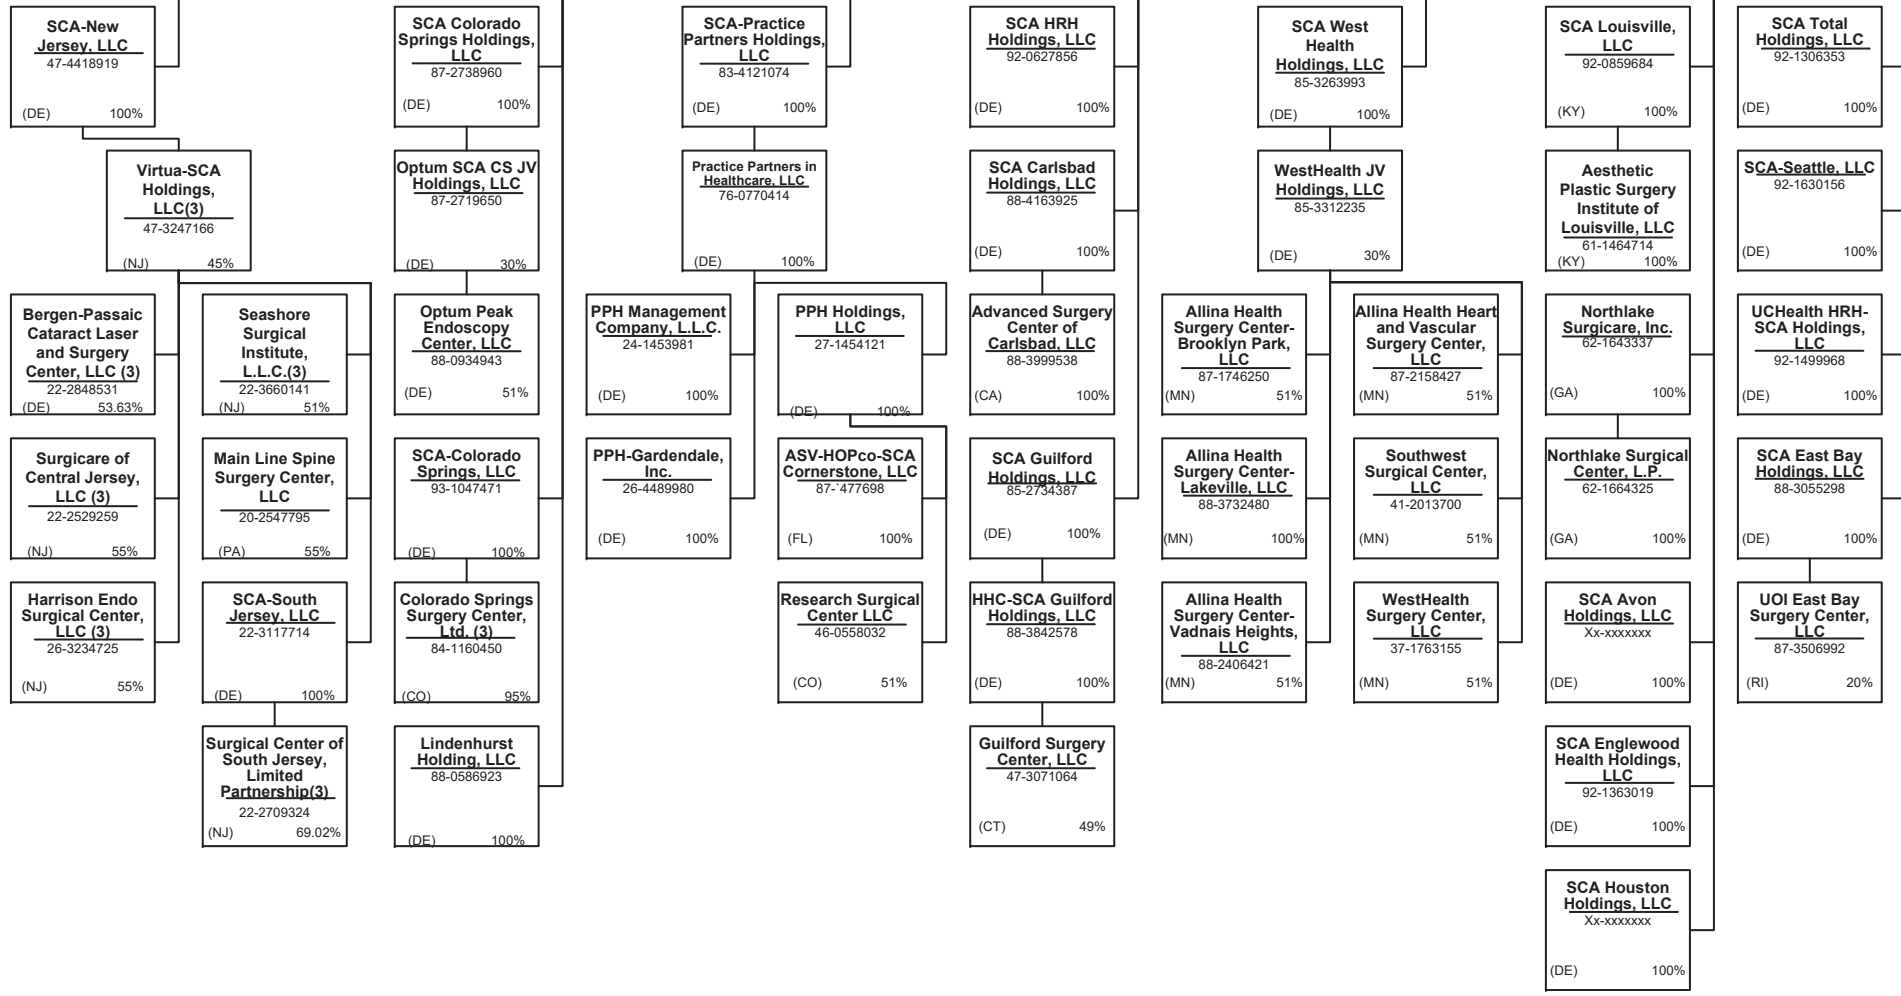 SCA-New
Jersey, LLC
47-4418919
(DE) 100%
SCA Colorado
Springs Holdings,
LLC
87-2738960
(DE) 100%
SCA-Practice
Partners Holdings,
LLC
83-4121074
(DE) 100%
SCA HRH
Holdings, LLC
92-0627856
(DE) 100%
SCA West
Health
Holdings, LLC
85-3263993
(DE) 100%
SCA Louisville,
LLC
92-0859684
(KY) 100%
SCA Total
Holdings, LLC
92-1306353
(DE) 100%
Virtua-SCA
Holdings,
LLC(3)
47-3247166
(NJ) 45%
Optum SCA CS JV
Holdings, LLC
87-2719650
(DE) 30%
Practice Partners in
Healthcare, LLC
76-0770414
(DE) 100%
SCA Carlsbad
Holdings, LLC
88-4163925
(DE) 100%
WestHealth JV
Holdings, LLC
85-3312235
(DE) 30%
Aesthetic
Plastic Surgery
Institute of
Louisville, LLC
61-1464714
(KY) 100%
SCA-Seattle, LLC
92-1630156
(DE) 100%
Bergen-Passaic
Cataract Laser
and Surgery
Center, LLC (3)
22-2848531
(DE) 53.63%
Seashore
Surgical
Institute,
L.L.C.(3)
22-3660141
(NJ) 51%
Optum Peak
Endoscopy
Center, LLC
88-0934943
(DE) 51%
PPH Management
Company, L.L.C.
24-1453981
(DE) 100%
PPH Holdings,
LLC
27-1454121
(DE) 100%
Advanced Surgery
Center of
Carlsbad, LLC
88-3999538
(CA) 100%
Allina Health
Surgery Center-
Brooklyn Park,
LLC
87-1746250
(MN) 51%
Allina Health Heart
and Vascular
Surgery Center,
LLC
87-2158427
(MN) 51%
Northlake
Surgicare, Inc.
62-1643337
(GA) 100%
UCHealth HRH-
SCA Holdings,
LLC
92-1499968
(DE) 100%
Surgicare of
Central Jersey,
LLC (3)
22-2529259
(NJ) 55%
Main Line Spine
Surgery Center,
LLC
20-2547795
(PA) 55%
SCA-Colorado
Springs, LLC
93-1047471
(DE) 100%
PPH-Gardendale,
Inc.
26-4489980
(DE) 100%
ASV-HOPco-SCA
Cornerstone, LLC
87-`477698
(FL) 100%
SCA Guilford
Holdings, LLC
85-2734387
(DE) 100%
Allina Health
Surgery Center-
Lakeville, LLC
88-3732480
(MN) 100%
Southwest
Surgical Center,
LLC
41-2013700
(MN) 51%
Northlake Surgical
Center, L.P.
62-1664325
(GA) 100%
SCA East Bay
Holdings, LLC
88-3055298
(DE) 100%
Harrison Endo
Surgical Center,
LLC (3)
26-3234725
(NJ) 55%
SCA-South
Jersey, LLC
22-3117714
(DE) 100%
Colorado Springs
Surgery Center,
Ltd. (3)
84-1160450
(CO) 95%
Research Surgical
Center LLC
46-0558032
(CO) 51%
HHC-SCA Guilford
Holdings, LLC
88-3842578
(DE) 100%
Allina Health
Surgery Center-
Vadnais Heights,
LLC
88-2406421
(MN) 51%
WestHealth
Surgery Center,
LLC
37-1763155
(MN) 51%
SCA Avon
Holdings, LLC
Xx-xxxxxxx
(DE) 100%
UOI East Bay
Surgery Center,
LLC
87-3506992
(RI) 20%
Surgical Center of
South Jersey,
Limited
Partnership(3)
22-2709324
(NJ) 69.02%
Lindenhurst
Holding, LLC
88-0586923
(DE) 100%
Guilford Surgery
Center, LLC
47-3071064
(CT) 49%
SCA Englewood
Health Holdings,
LLC
92-1363019
(DE) 100%
SCA Houston
Holdings, LLC
Xx-xxxxxxx
(DE) 100%